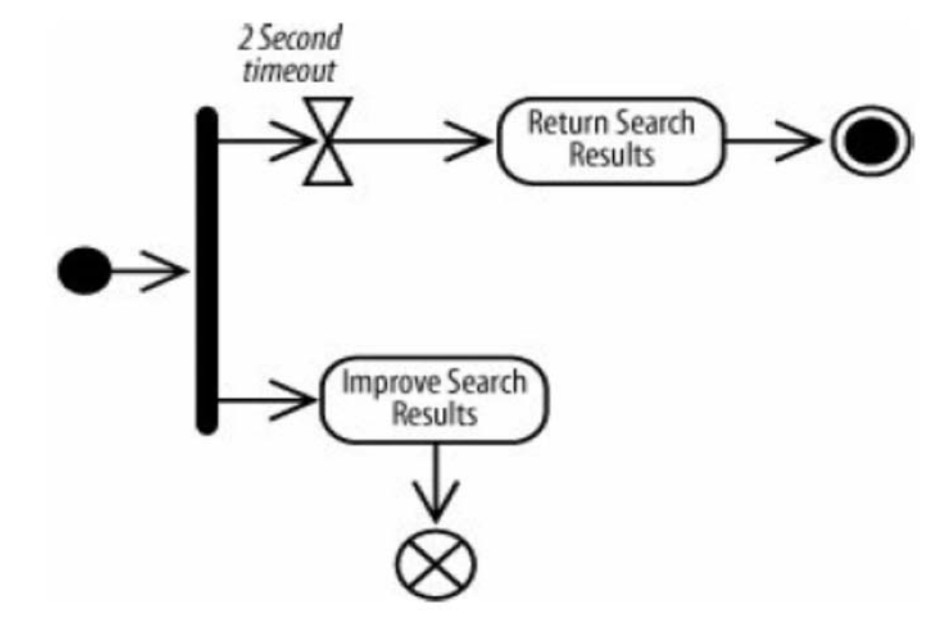 2 Second
timeout
Return Search
Results
Improve Search
Results